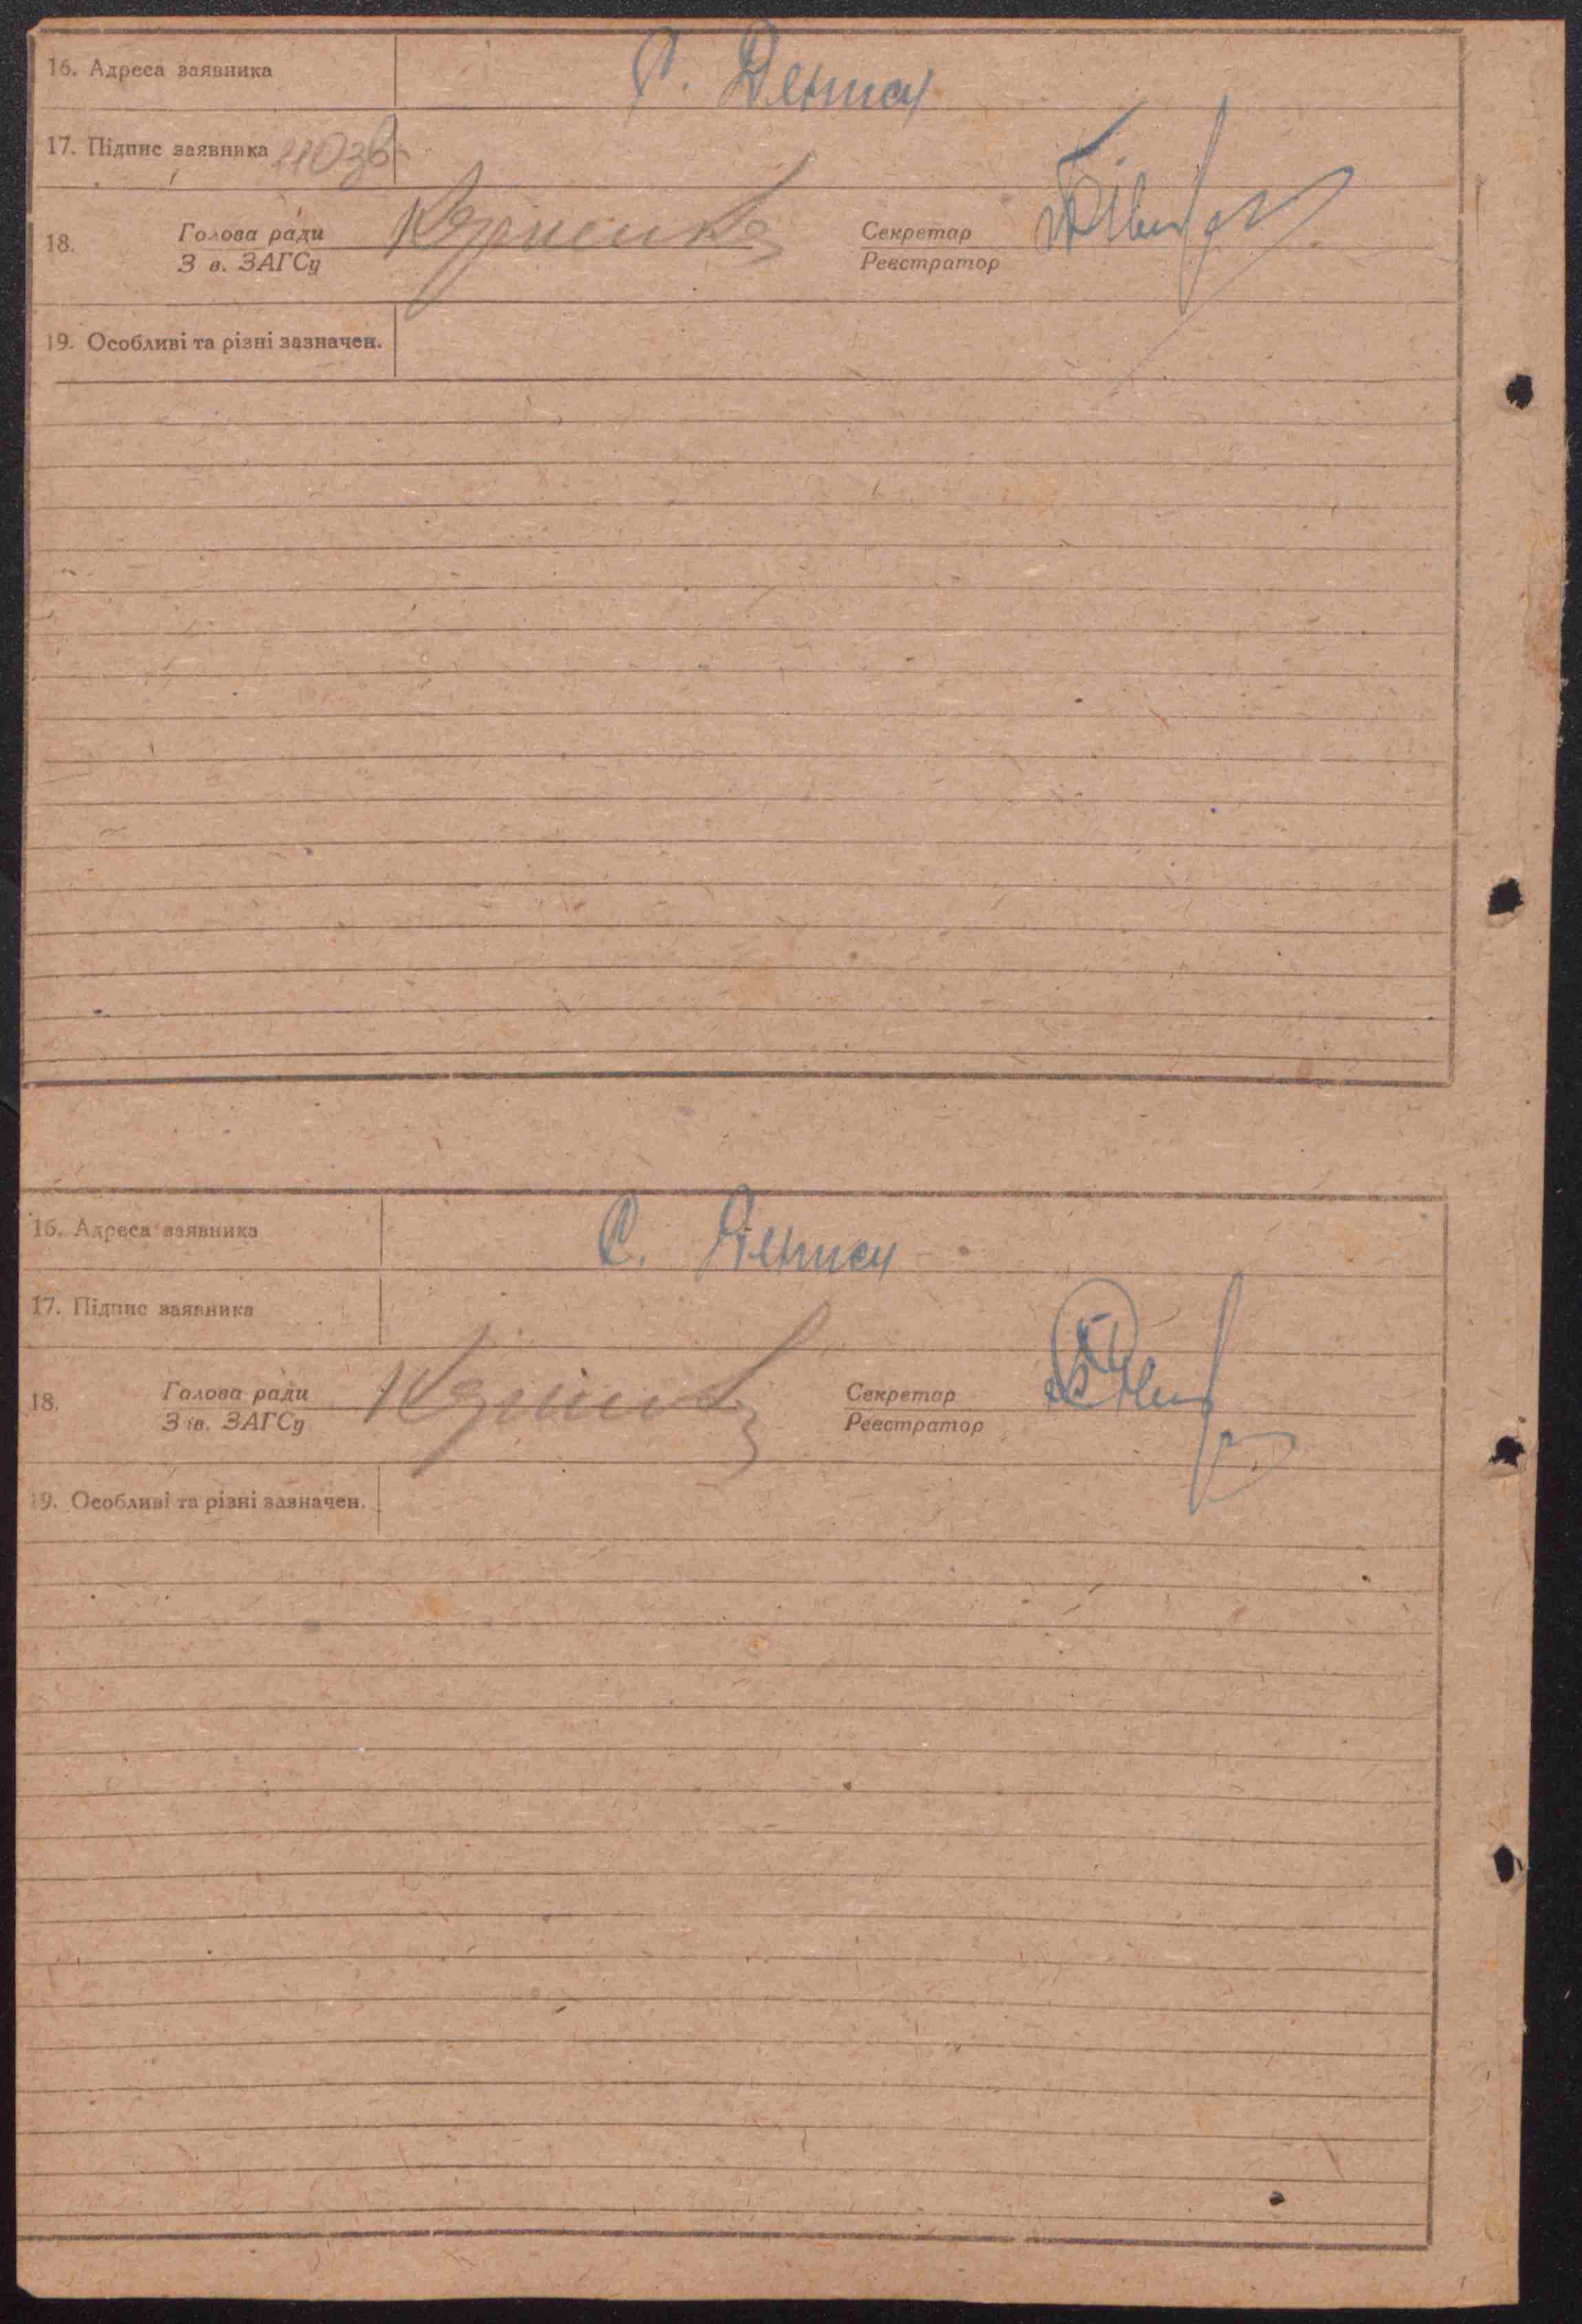 16. Адреса заявника С. Дениси
17. Підпис заявника
18. Голова ради Секретар
З в. ЗАГСу Реєстратор
19. Особливі та різні зазначен.
16. Адреса заявника С. Дениси
17. Підпис заявника
18. Голова ради Секретар
Зав. ЗАГСу Реєстратор
19. Особливі та різні зазначен.